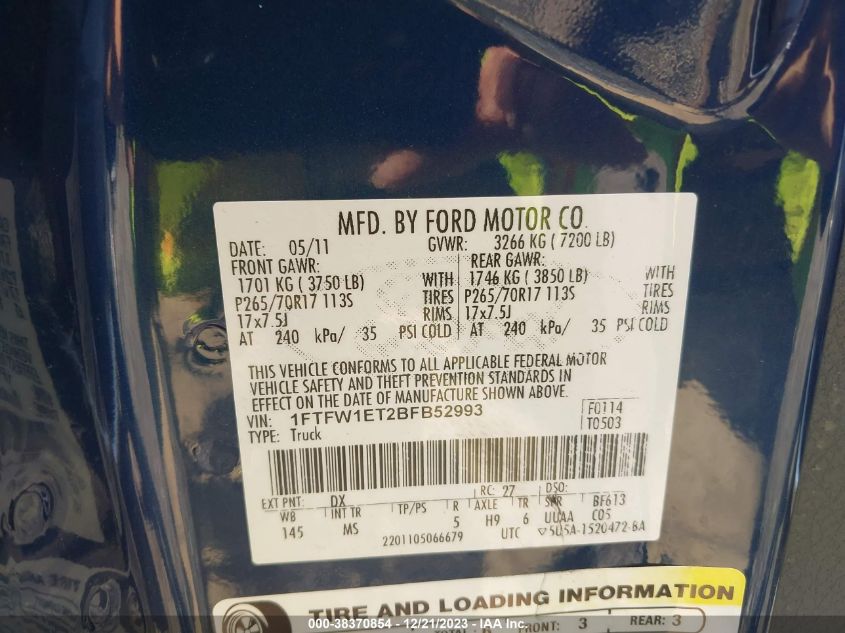 MFD. BY FORD MOTOR CO.
DATE: 05/11 GVWR: 3266 KG ( 7200 LB)
FRONT GAWR: REAR GAWR:
1701 KG ( 3750 LB) WITH 1746 KG ( 3850 LB) WITH
P265/70R17 113S TIRES P265/70R17 113S TIRES
17x7.5J RIMS 17x7.5J RIMS
AT 240 kPa/ 35 PSI COLD AT 240 kPa/ 35 PSI COLD
THIS VEHICLE CONFORMS TO ALL APPLICABLE FEDERAL MOTOR
VEHICLE SAFETY AND THEFT PREVENTION STANDARDS IN
EFFECT ON THE DATE OF MANUFACTURE SHOWN ABOVE.
VIN: 1FTFW1ET2BFB52993 F0114
TYPE: Truck T0503
EXT PNT: DX RC: 27 DSO:
WB INT TR TP/PS R AXLE TR SPR BF613
145 MS 5 H9 6 UUAA C05
2201105066679 UTC 5U5A-1520472-BA
TIRE AND LOADING INFORMATION
TOTAL: 6 FRONT: 3 REAR: 3
000-38370854 - 12/21/2023 - IAA Inc.